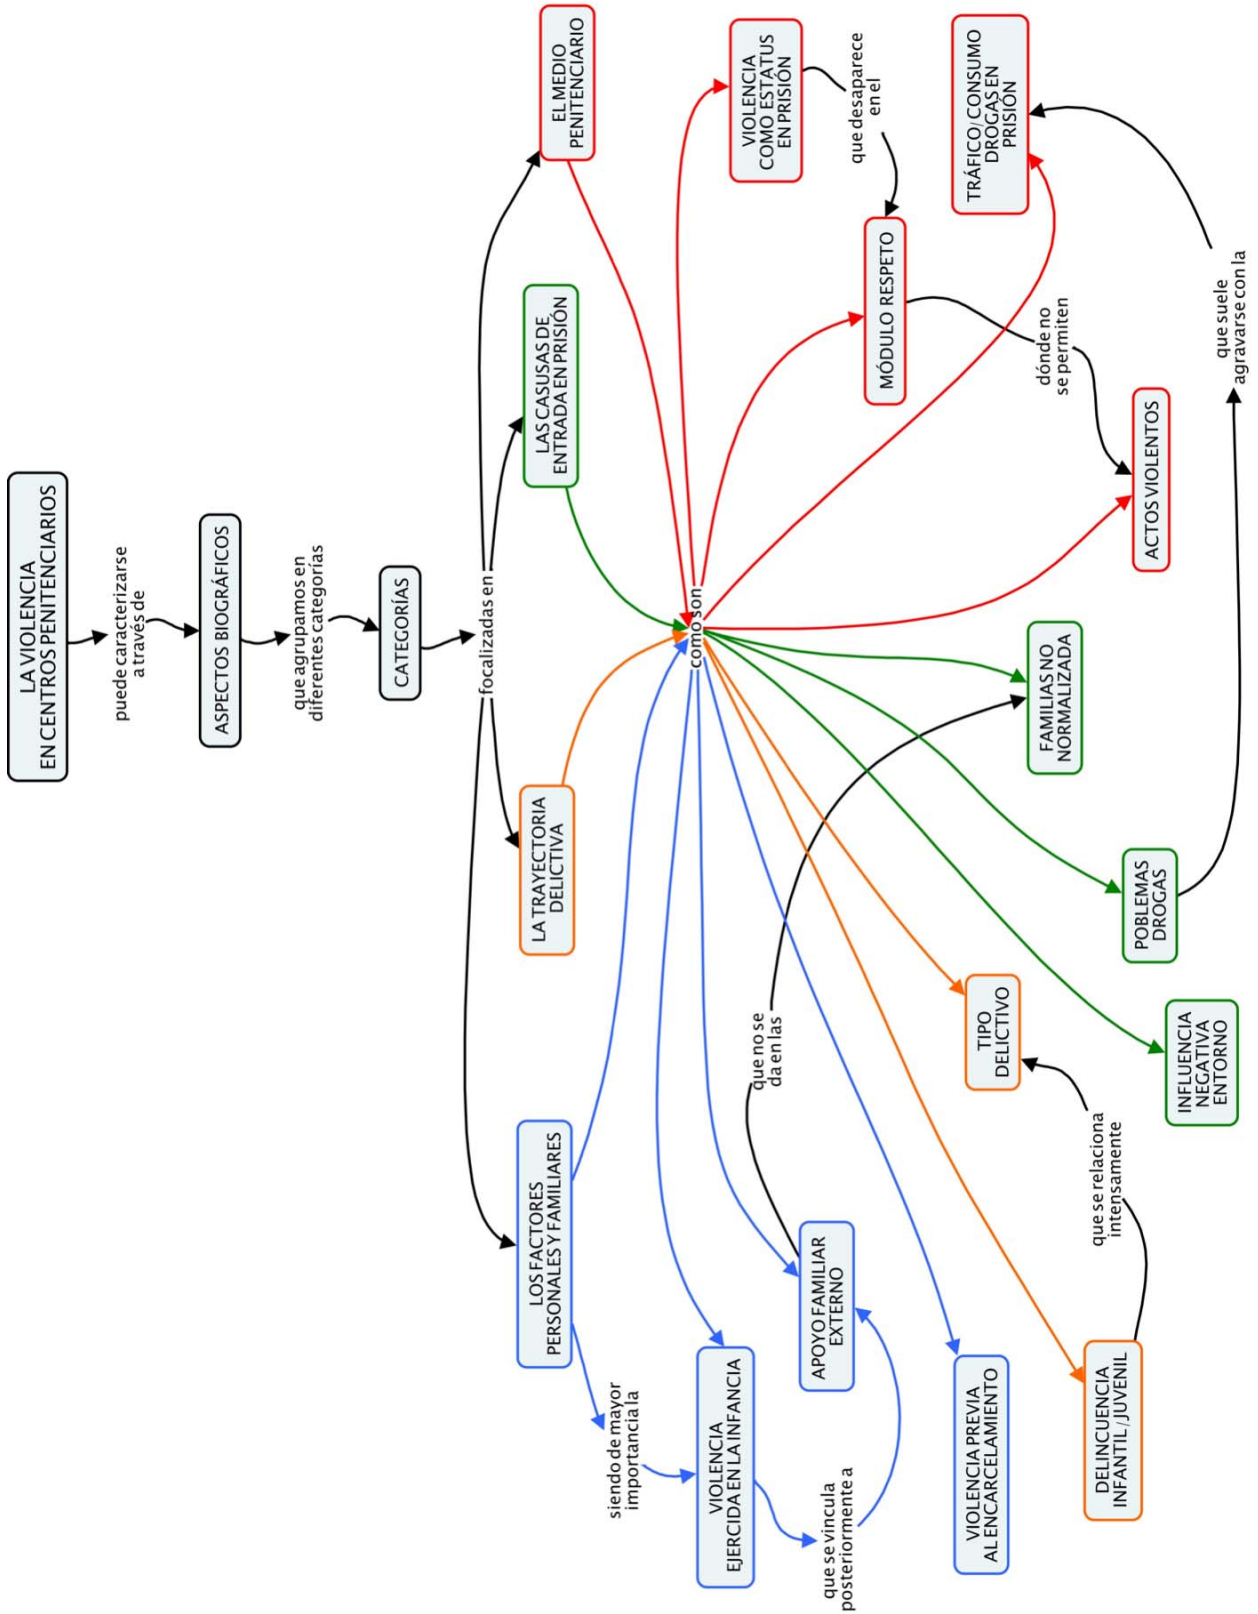 LA VIOLENCIA
EN CENTROS PENITENCIARIOS
puede caracterizarse
a través de
ASPECTOS BIOGRÁFICOS
que agrupamos en
diferentes categorías
CATEGORÍAS
focalizadas en
LOS FACTORES
PERSONALES Y FAMILIARES
LA TRAYECTORIA
DELICTIVA
LAS CASUSAS DE
ENTRADA EN PRISIÓN
EL MEDIO
PENITENCIARIO
siendo de mayor
importancia la
como son
VIOLENCIA
EJERCIDA EN LA INFANCIA
VIOLENCIA
COMO ESTATUS
EN PRISIÓN
que se vincula
posteriormente a
APOYO FAMILIAR
EXTERNO
que no se
da en las
que desaparece
en el
MÓDULO RESPETO
VIOLENCIA PREVIA
AL ENCARCELAMIENTO
TIPO
DELICTIVO
FAMILIAS NO
NORMALIZADA
dónde no
se permiten
TRÁFICO/ CONSUMO
DROGAS EN
PRISIÓN
DELINCUENCIA
INFANTIL / JUVENIL
que se relaciona
intensamente
INFLUENCIA
NEGATIVA
ENTORNO
POBLEMAS
DROGAS
ACTOS VIOLENTOS
que suele
agravarse con la